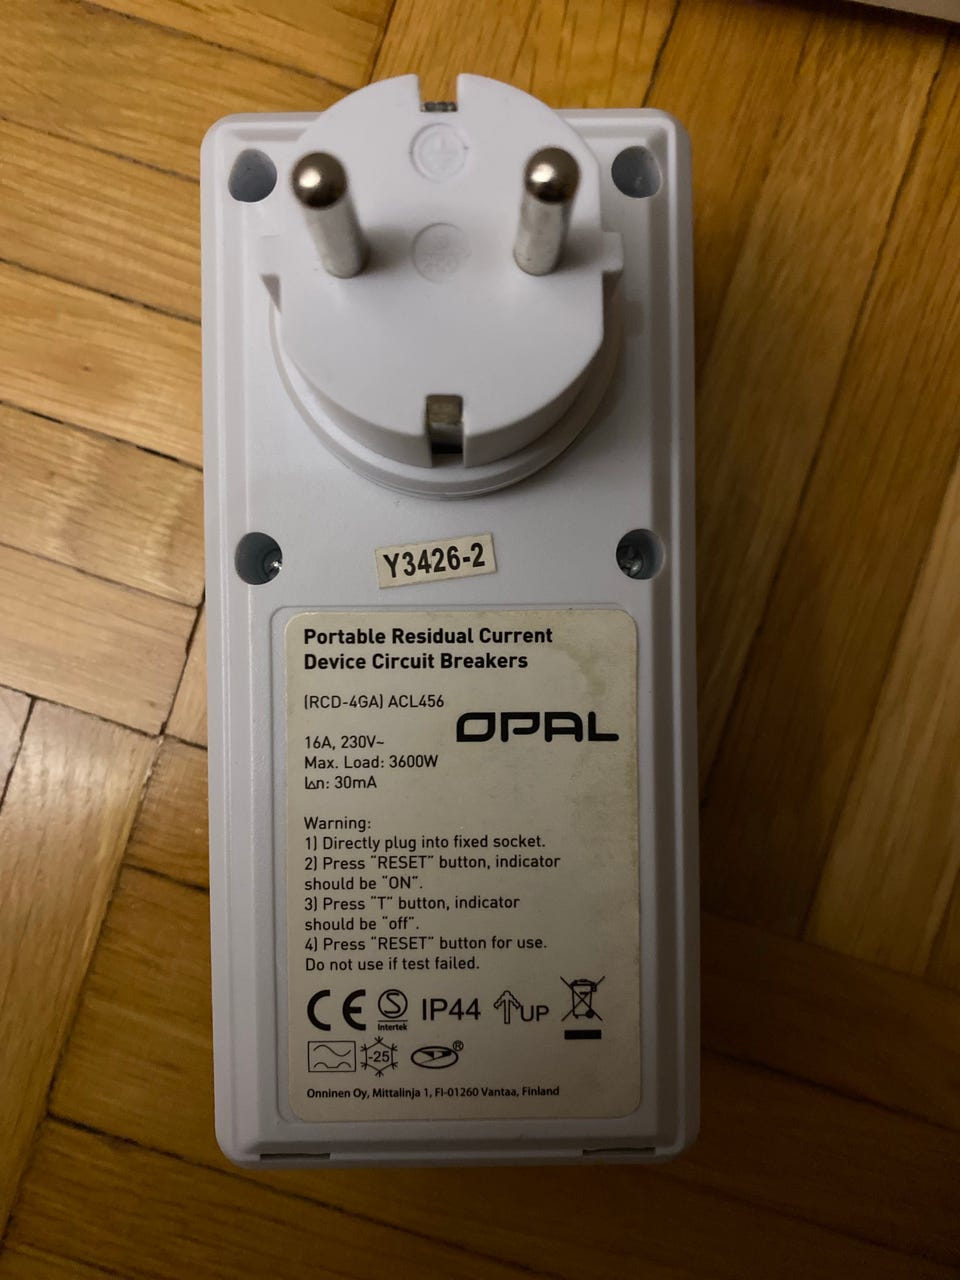 Y3426-2
Portable Residual Current
Device Circuit Breakers
(RCD-4GA) ACL456
OPAL
16A, 230V~
Max. Load: 3600W
I∆n: 30mA
Warning:
1) Directly plug into fixed socket.
2) Press "RESET" button, indicator
should be "ON".
3) Press "T" button, indicator
should be "off".
4) Press "RESET" button for use.
Do not use if test failed.
CE S Intertek IP44 UP
-25 ®
Onninen Oy, Mittalinja 1, FI-01260 Vantaa, Finland